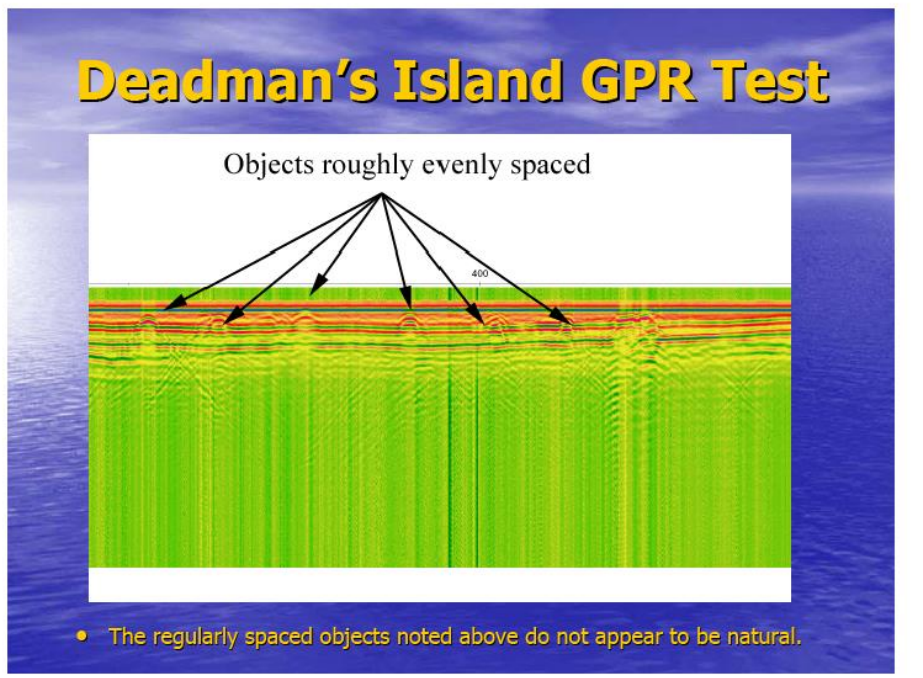 Deadman's Island GPR Test
Objects roughly evenly spaced
400
• The regularly spaced objects noted above do not appear to be natural.